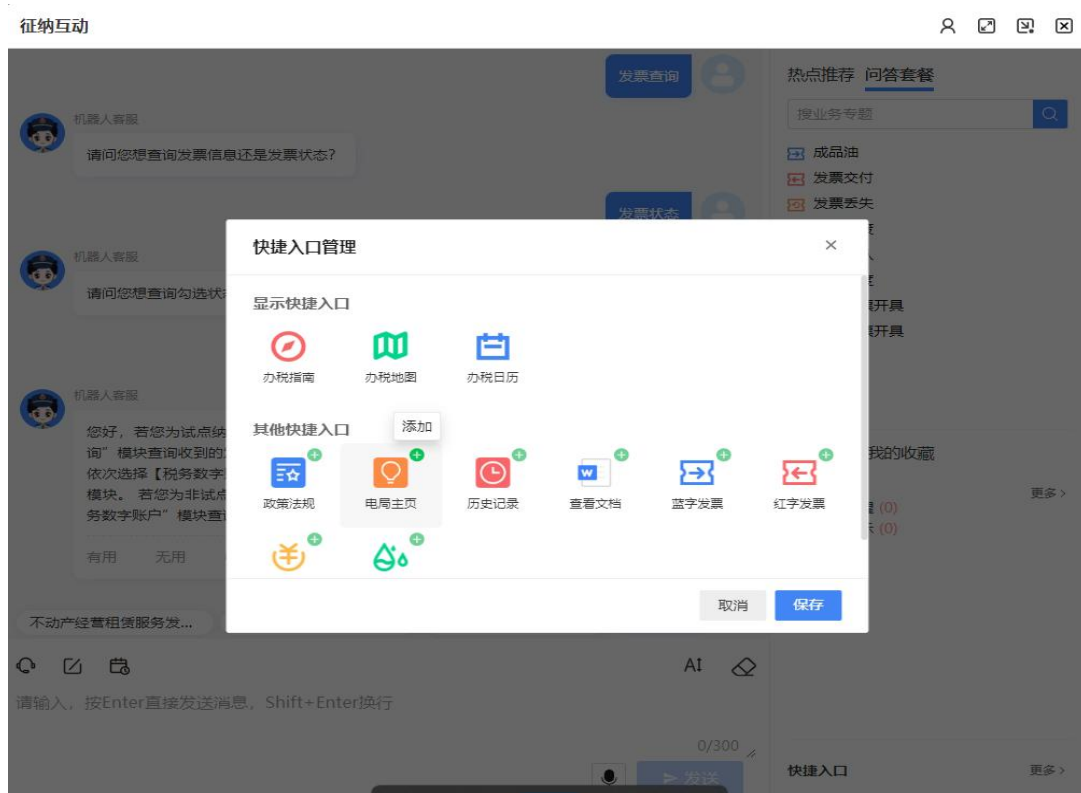 征纳互动
发票查询
机器人客服
请问您想查询发票信息还是发票状态？
发票状态
机器人客服
请问您想查询勾选状
机器人客服
您好，若您为试点纳
询”模块查询收到的
依次选择【税务数字
模块。 若您为非试点
务数字账户”模块查
有用 无用
不动产经营租赁服务发...
请输入，按Enter直接发送消息，Shift+Enter换行
0/300
发送
热点推荐 问答套餐
搜业务专题
成品油
发票交付
发票丢失
开具
开具
我的收藏
更多>
(0)
(0)
快捷入口 更多>
快捷入口管理
显示快捷入口
办税指南 办税地图 办税日历
添加
其他快捷入口
政策法规 电局主页 历史记录 查看文档 蓝字发票 红字发票
取消 保存